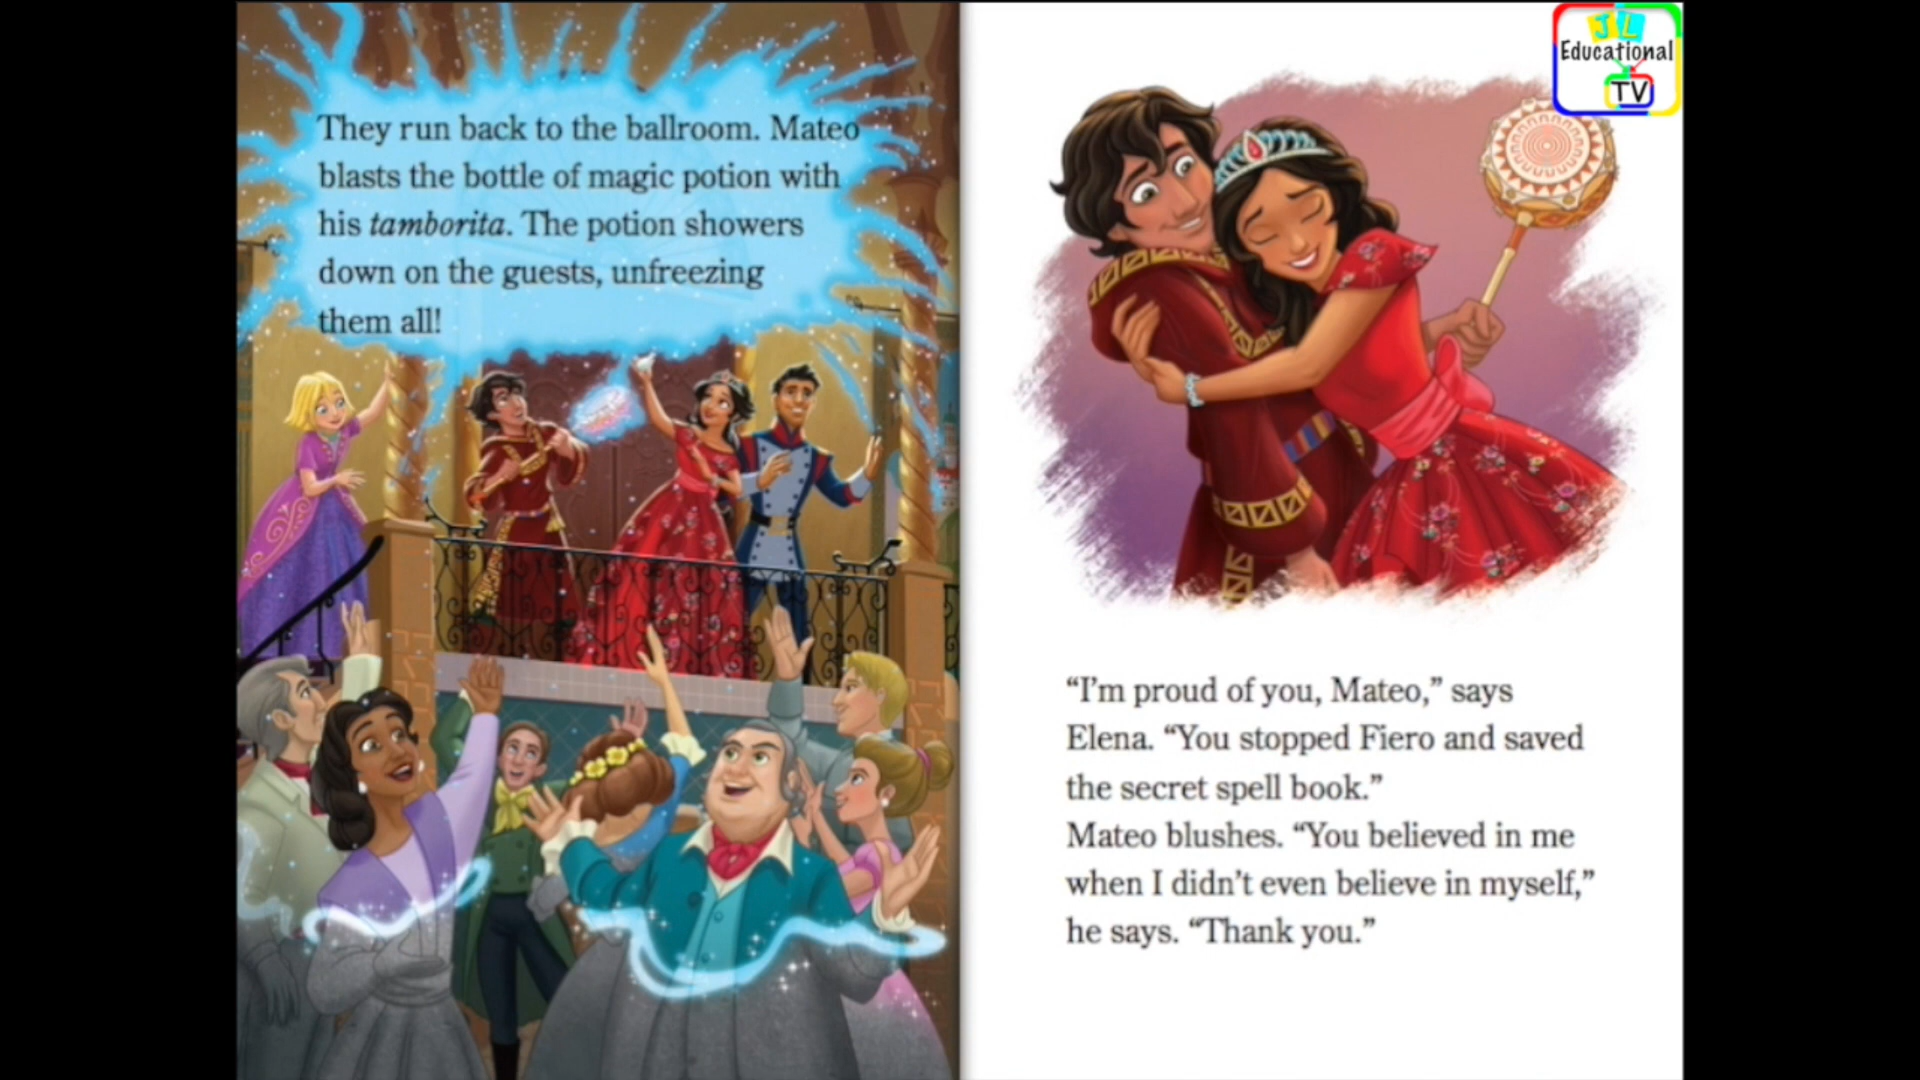 They run back to the ballroom. Mateo
blasts the bottle of magic potion with
his tamborita. The potion showers
down on the guests, unfreezing
them all!
JL
Educational
TV
“I’m proud of you, Mateo,” says
Elena. “You stopped Fiero and saved
the secret spell book.”
Mateo blushes. “You believed in me
when I didn’t even believe in myself,”
he says. “Thank you.”